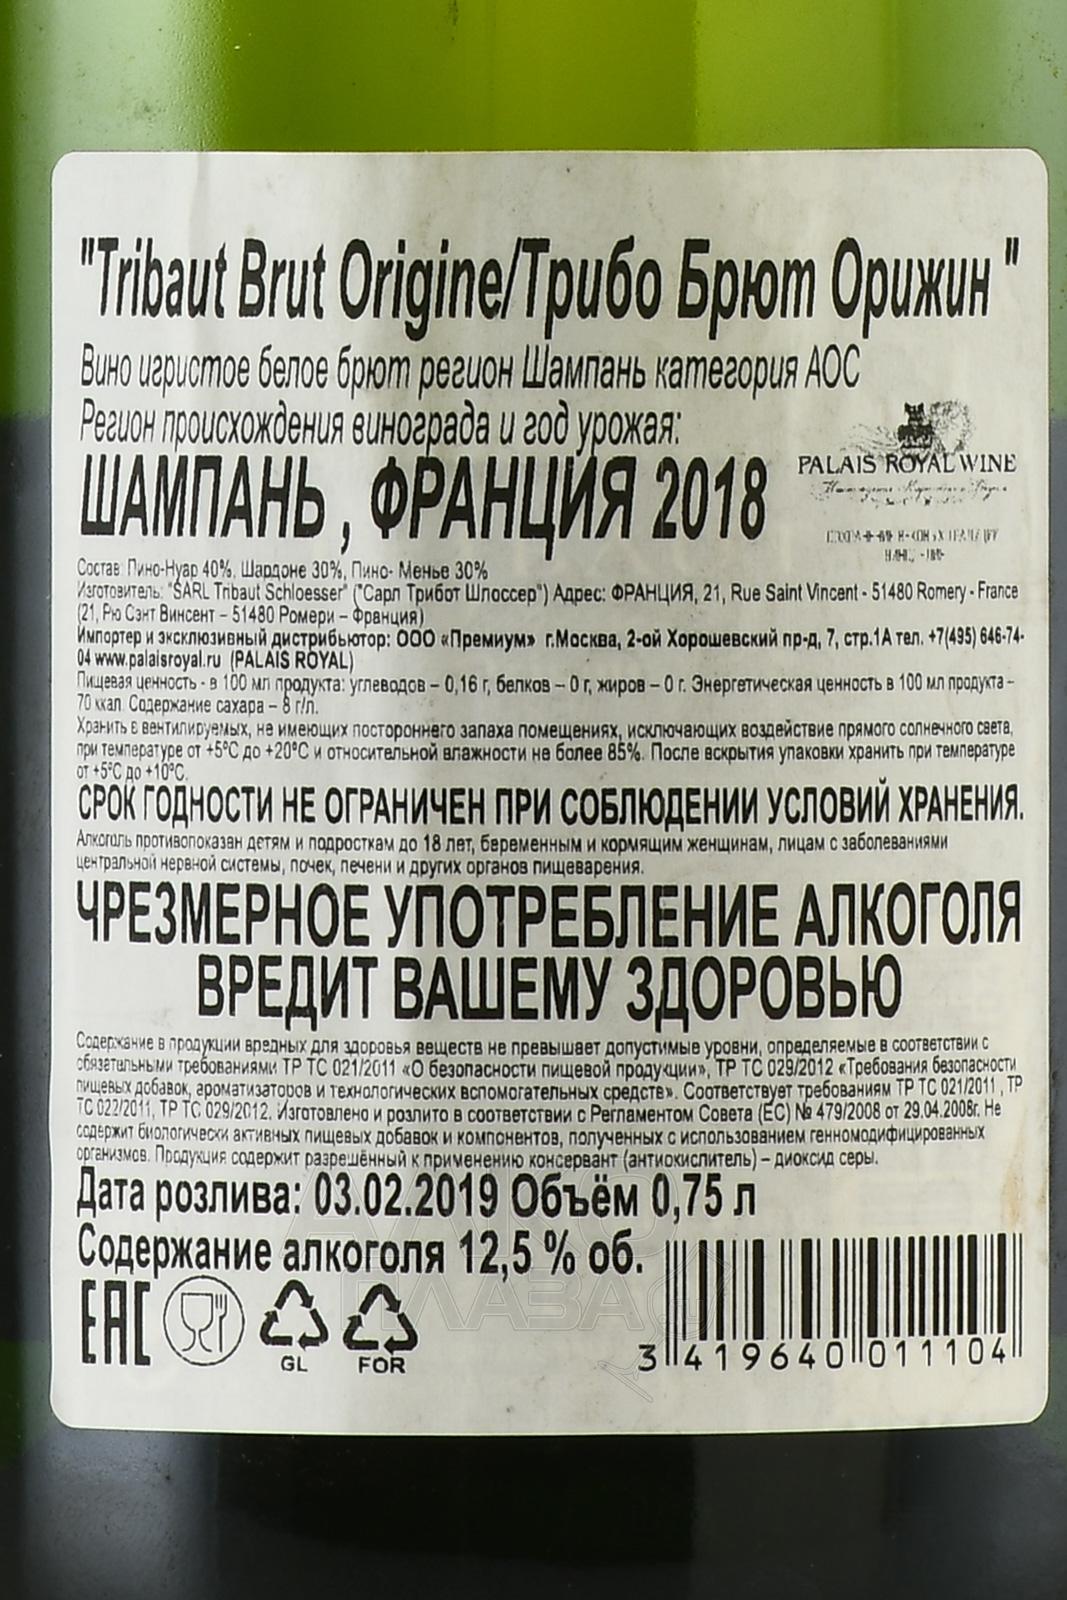 "Tribaut Brut Origine/Трибо Брют Орижин "
Вино игристое белое брют регион Шампань категория АОС
Регион происхождения винограда и год урожая:
ШАМПАНЬ , ФРАНЦИЯ 2018
PALAIS ROYAL WINE
Состав: Пино-Нуар 40%, Шардоне 30%, Пино- Менье 30%
Изготовитель: "SARL Tribaut Schloesser" ("Сарл Трибот Шлоссер") Адрес: ФРАНЦИЯ, 21, Rue Saint Vincent - 51480 Romery - France
(21, Рю Сэнт Винсент – 51480 Ромери – Франция)
Импортер и эксклюзивный дистрибьютор: ООО «Премиум» г.Москва, 2-ой Хорошевский пр-д, 7, стр.1А тел. +7(495) 646-74-
04 www.palaisroyal.ru (PALAIS ROYAL)
Пищевая ценность - в 100 мл продукта: углеводов – 0,16 г, белков – 0 г, жиров – 0 г. Энергетическая ценность в 100 мл продукта –
70 ккал. Содержание сахара – 8 г/л.
Хранить в вентилируемых, не имеющих постороннего запаха помещениях, исключающих воздействие прямого солнечного света,
при температуре от +5°С до +20°С и относительной влажности не более 85%. После вскрытия упаковки хранить при температуре
от +5°С до +10°С.
СРОК ГОДНОСТИ НЕ ОГРАНИЧЕН ПРИ СОБЛЮДЕНИИ УСЛОВИЙ ХРАНЕНИЯ.
Алкоголь противопоказан детям и подросткам до 18 лет, беременным и кормящим женщинам, лицам с заболеваниями
центральной нервной системы, почек, печени и других органов пищеварения.
ЧРЕЗМЕРНОЕ УПОТРЕБЛЕНИЕ АЛКОГОЛЯ
ВРЕДИТ ВАШЕМУ ЗДОРОВЬЮ
Содержание в продукции вредных для здоровья веществ не превышает допустимые уровни, определяемые в соответствии с
обязательными требованиями ТР ТС 021/2011 «О безопасности пищевой продукции», ТР ТС 029/2012 «Требования безопасности
пищевых добавок, ароматизаторов и технологических вспомогательных средств». Соответствует требованиям ТР ТС 021/2011 , ТР
ТС 022/2011, ТР ТС 029/2012. Изготовлено и розлито в соответствии с Регламентом Совета (ЕС) № 479/2008 от 29.04.2008г. Не
содержит биологически активных пищевых добавок и компонентов, полученных с использованием генномодифицированных
организмов. Продукция содержит разрешённый к применению консервант (антиокислитель) – диоксид серы.
Дата розлива: 03.02.2019 Объём 0,75 л
Содержание алкоголя 12,5 % об.
EAC
GL
FOR
3 419640 011104
АЛКО
ПЛАЗА